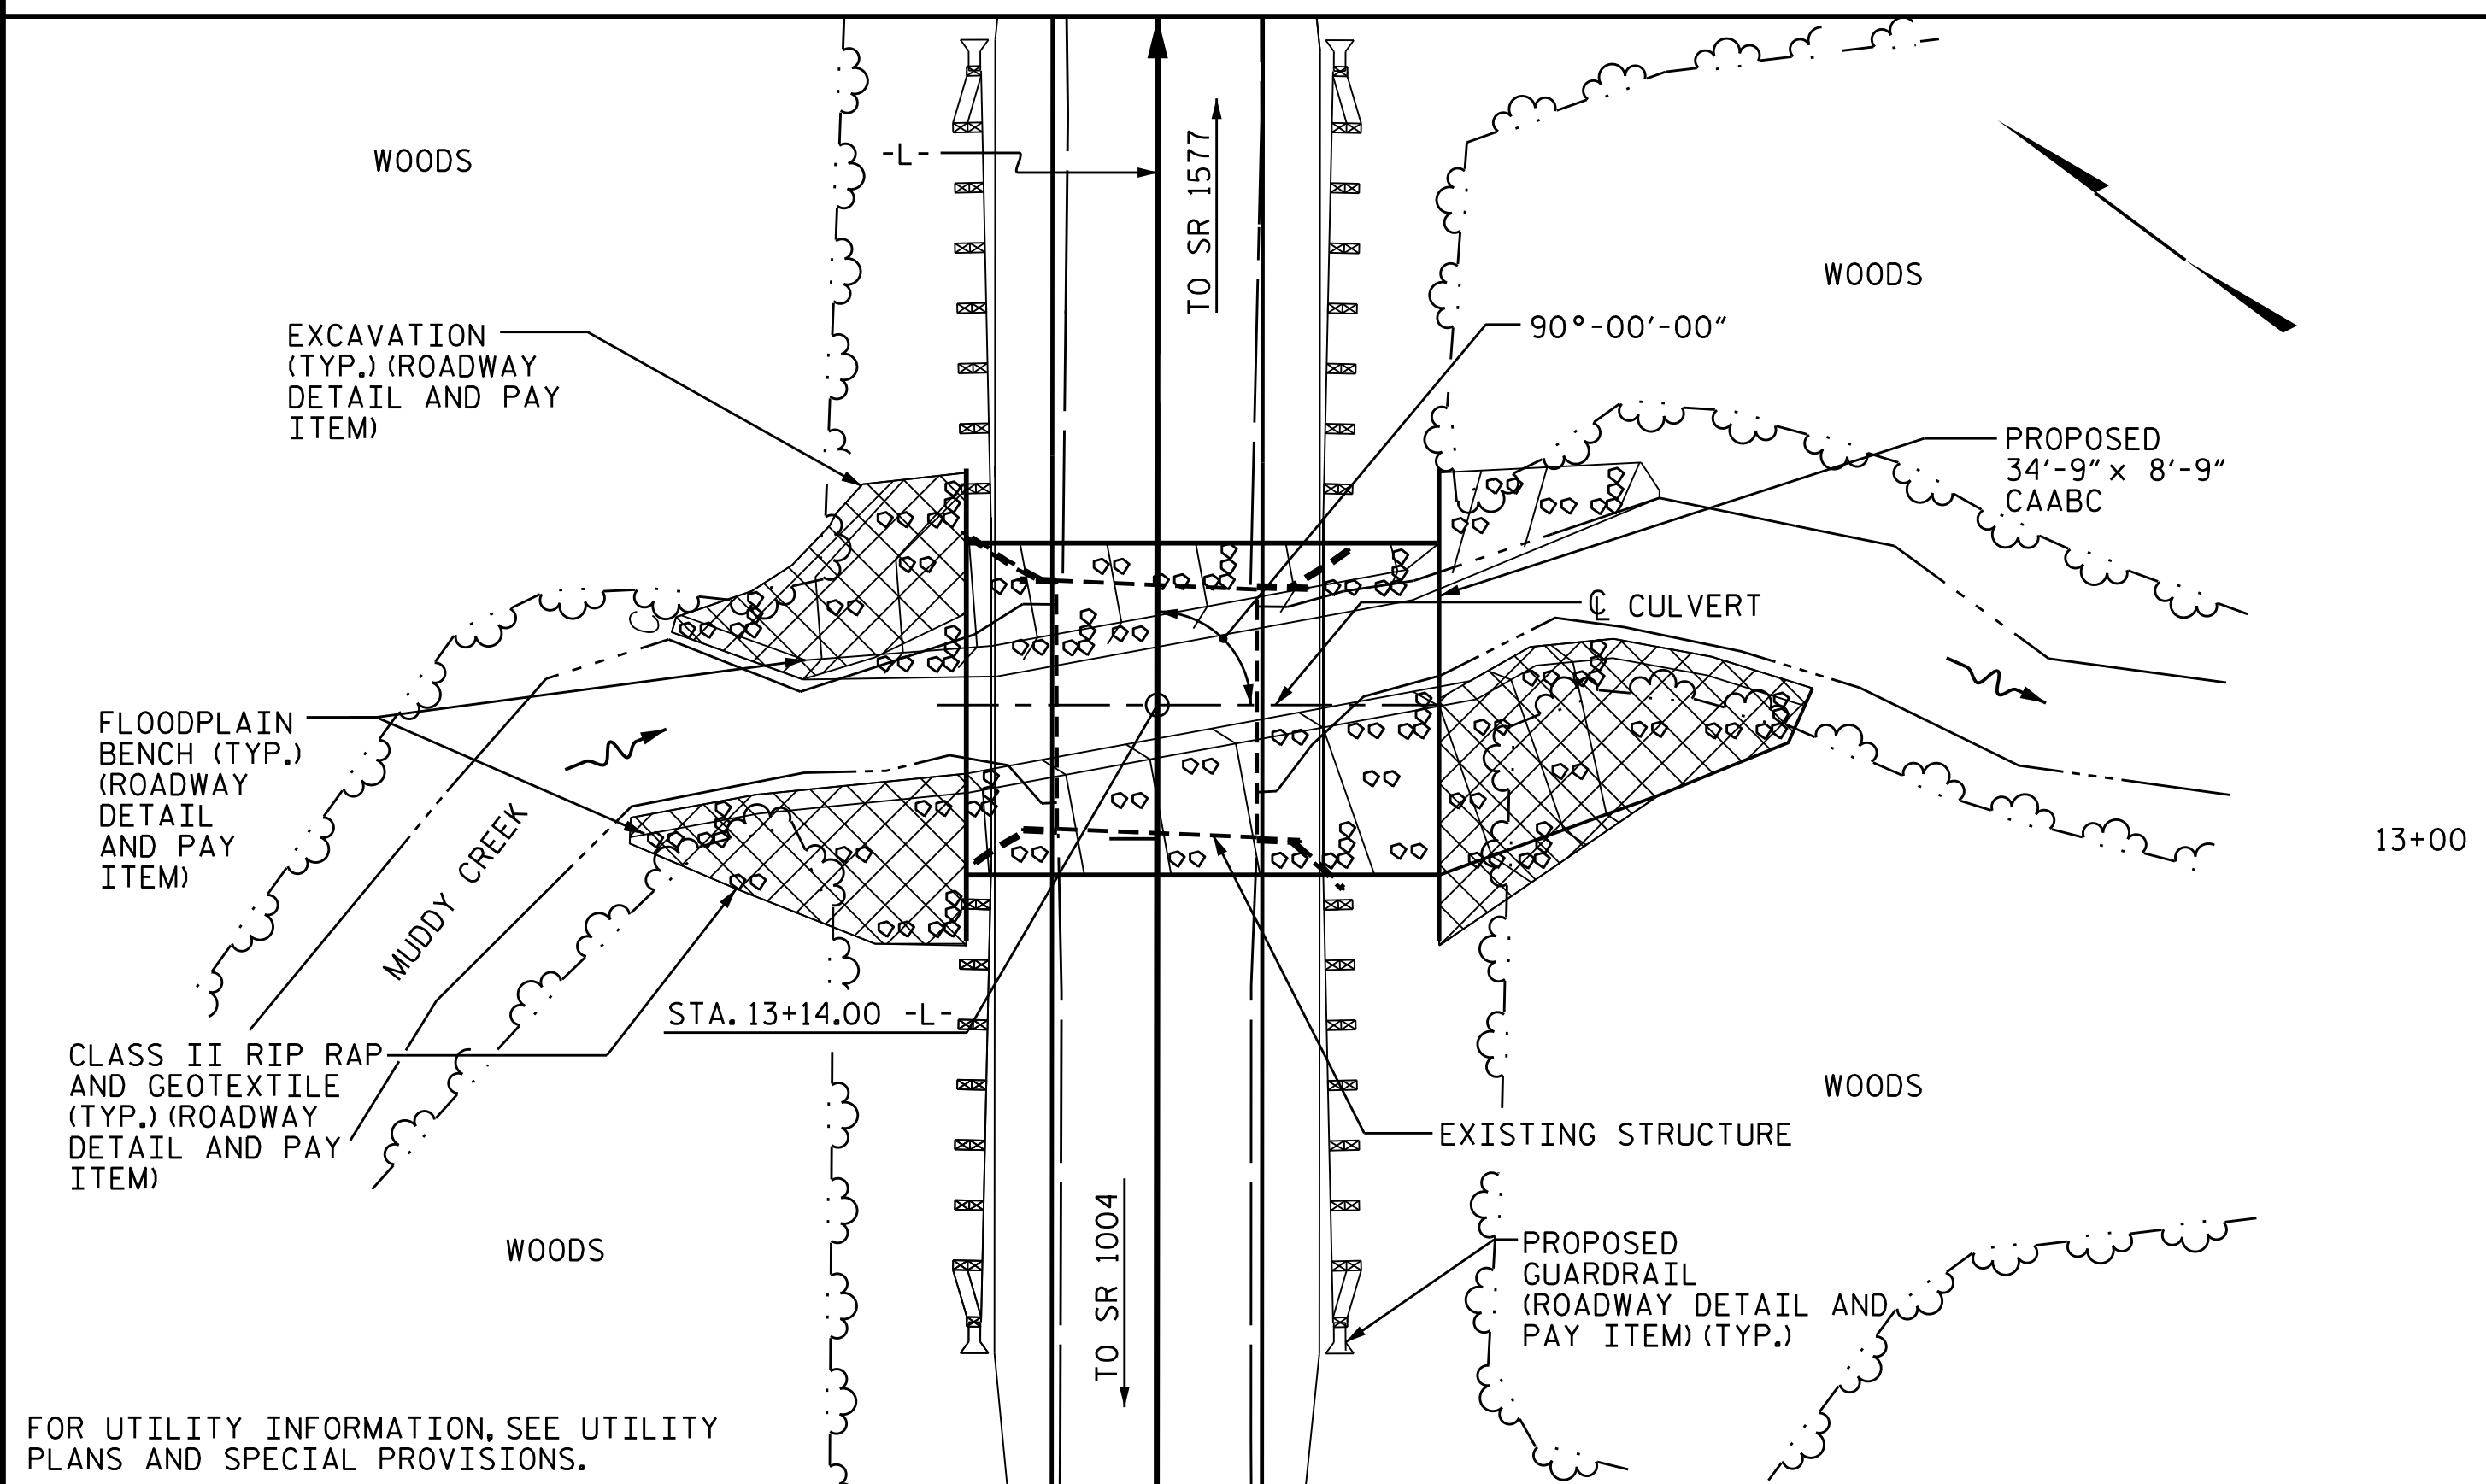 WOODS
-L-
TO SR 1577
WOODS
90°-00'-00"
EXCAVATION
(TYP.)(ROADWAY
DETAIL AND PAY
ITEM)
PROPOSED
34'-9" x 8'-9"
CAABC
℄ CULVERT
FLOODPLAIN
BENCH (TYP.)
(ROADWAY
DETAIL
AND PAY
ITEM)
MUDDY CREEK
13+00
STA. 13+14.00 -L-
CLASS II RIP RAP
AND GEOTEXTILE
(TYP.)(ROADWAY
DETAIL AND PAY
ITEM)
WOODS
EXISTING STRUCTURE
WOODS
TO SR 1004
PROPOSED
GUARDRAIL
(ROADWAY DETAIL AND
PAY ITEM)(TYP.)
FOR UTILITY INFORMATION, SEE UTILITY
PLANS AND SPECIAL PROVISIONS.